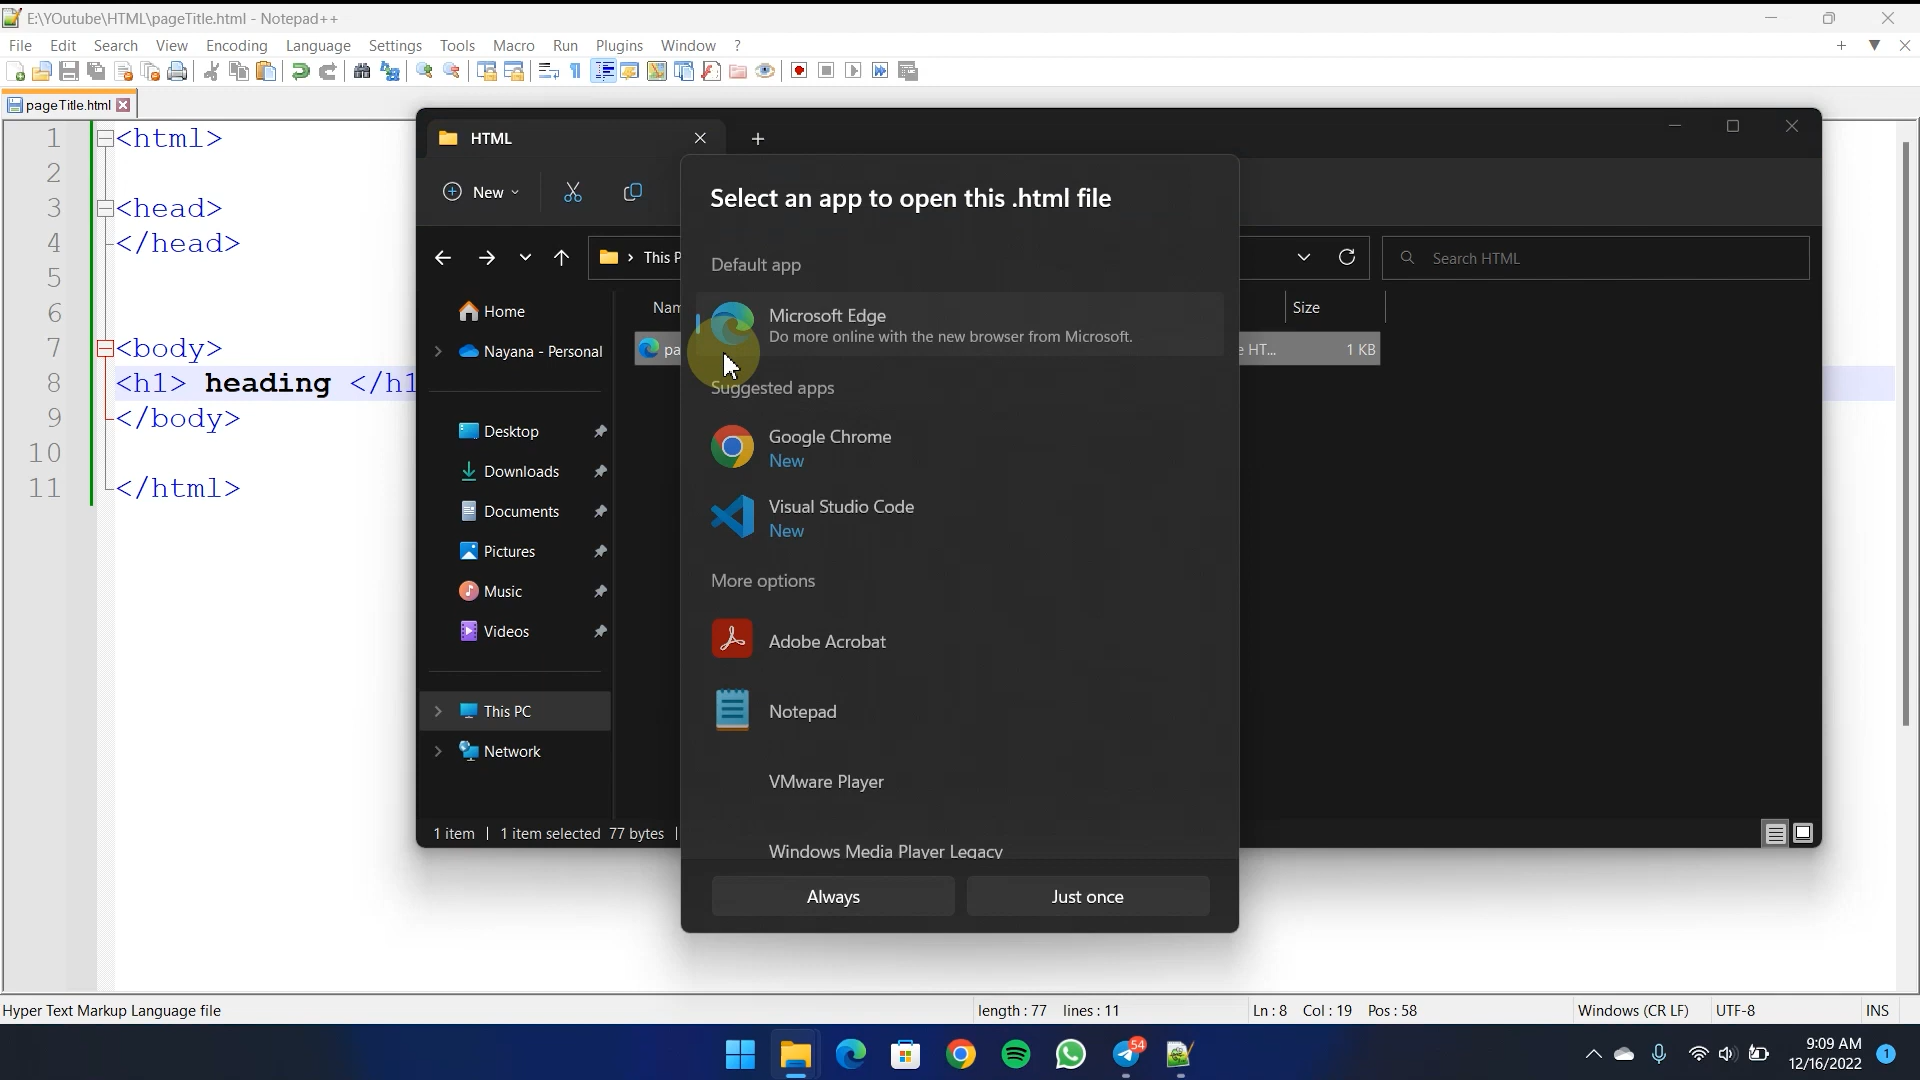 E:\YOutube\HTML\pageTitle.html - Notepad++
File Edit Search View Encoding Language Settings Tools Macro Run Plugins Window ?
pageTitle.html
1 <html>
2
3 <head>
4 </head>
5
6
7 <body>
8 <h1> heading </h1
9 </body>
10
11 </html>
HTML
New
This P
Search HTML
Home
Nayana - Personal
Desktop
Downloads
Documents
Pictures
Music
Videos
This PC
Network
Nam
Size
pa
e HT...
1 KB
1 item
1 item selected 77 bytes
Select an app to open this .html file
Default app
Microsoft Edge
Do more online with the new browser from Microsoft.
Suggested apps
Google Chrome
New
Visual Studio Code
New
More options
Adobe Acrobat
Notepad
VMware Player
Windows Media Player Legacy
Always
Just once
Hyper Text Markup Language file
length : 77 lines : 11
Ln : 8 Col : 19 Pos : 58
Windows (CR LF)
UTF-8
INS
54
9:09 AM
12/16/2022
1